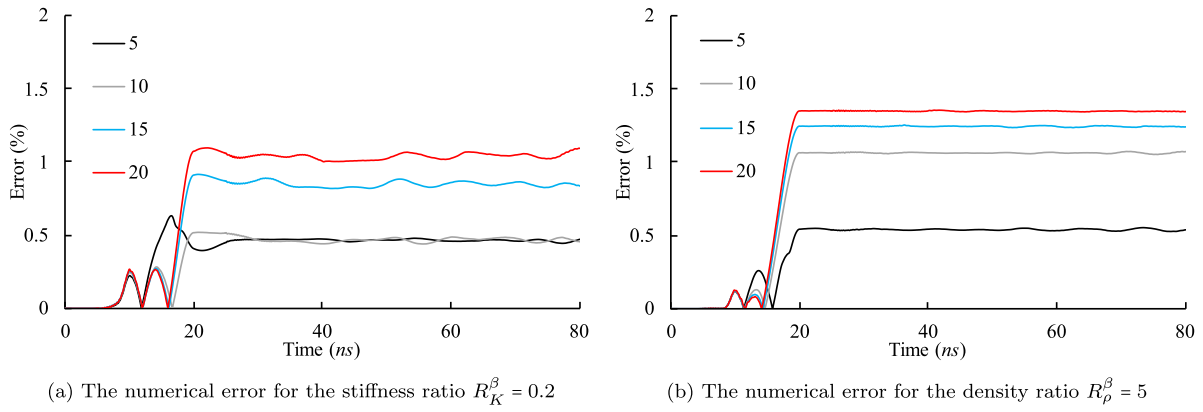 2
1.5
1
0.5
0
Error (%)
5
10
15
20
0 20 40 60 80
Time (ns)
(a) The numerical error for the stiffness ratio R_K^β = 0.2
2
1.5
1
0.5
0
Error (%)
5
10
15
20
0 20 40 60 80
Time (ns)
(b) The numerical error for the density ratio R_ρ^β = 5